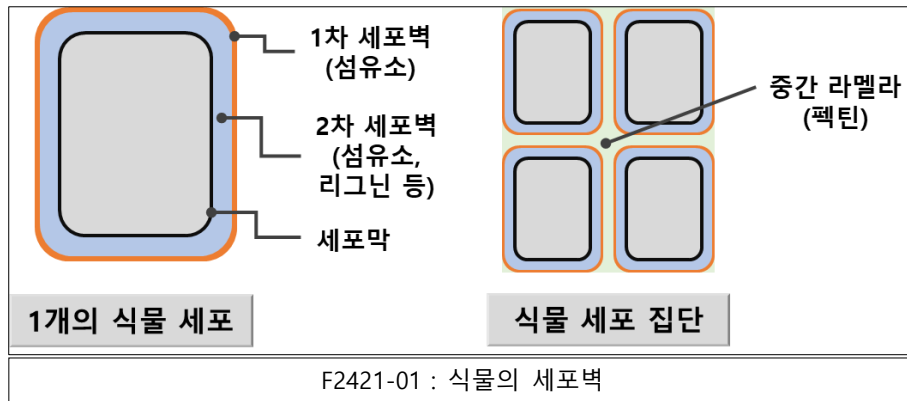 1차 세포벽
(섬유소)
2차 세포벽
(섬유소,
리그닌 등)
세포막
1개의 식물 세포
중간 라멜라
(펙틴)
식물 세포 집단
F2421-01 : 식물의 세포벽